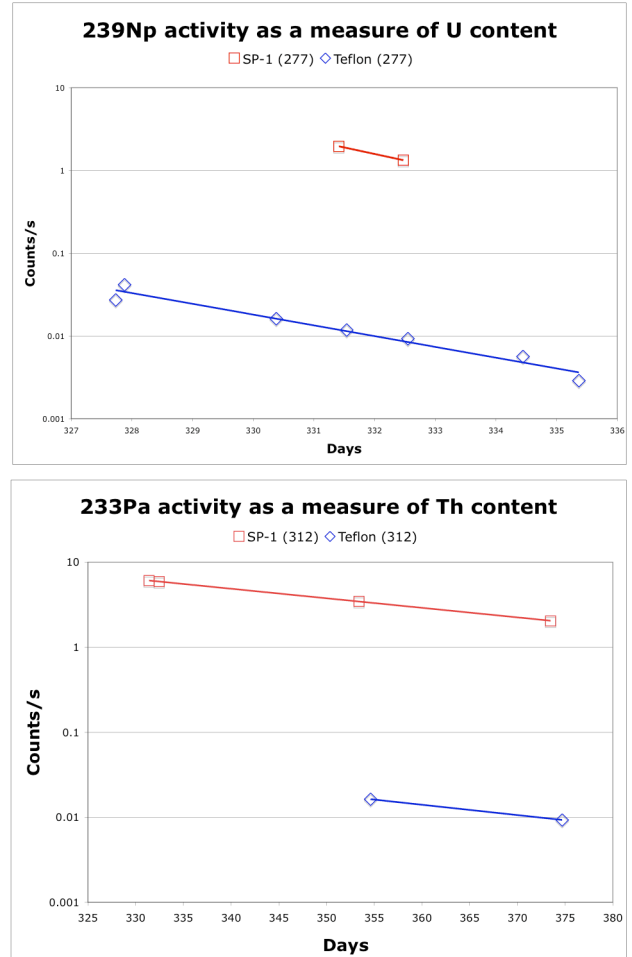 239Np activity as a measure of U content
SP-1 (277) Teflon (277)
10
1
0.1
0.01
0.001
Counts/s
327 328 329 330 331 332 333 334 335 336
Days
233Pa activity as a measure of Th content
SP-1 (312) Teflon (312)
10
1
0.1
0.01
0.001
Counts/s
325 330 335 340 345 350 355 360 365 370 375 380
Days